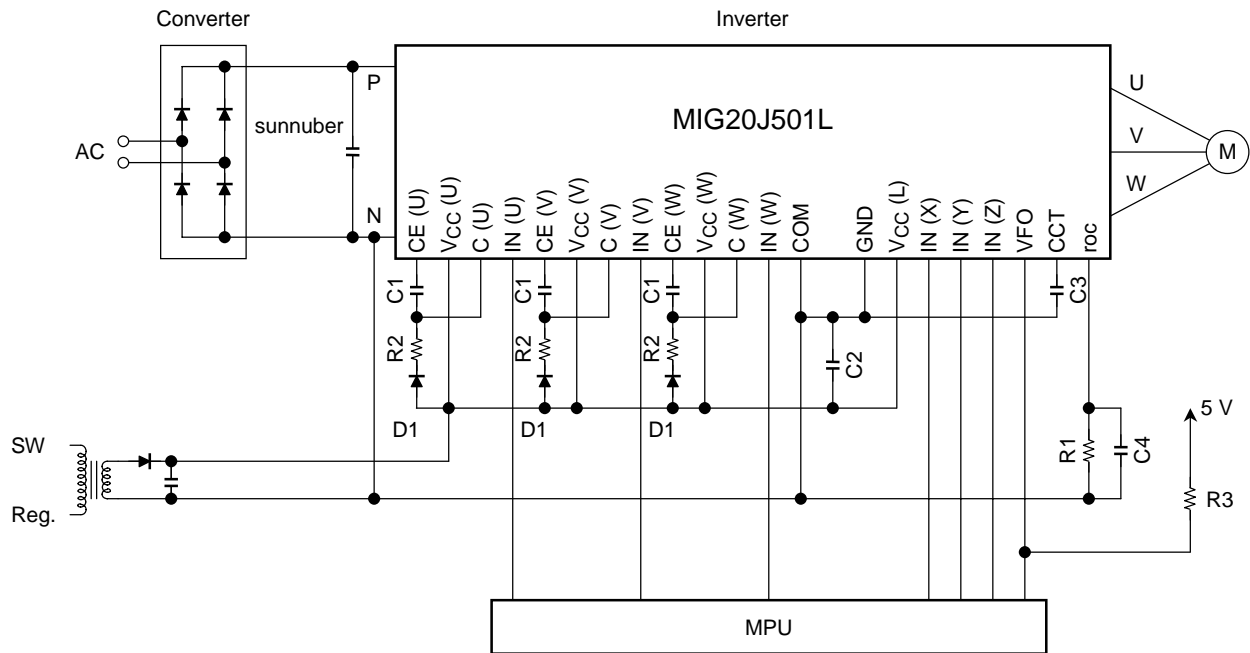 Converter
Inverter
P
U
sunnuber
MIG20J501L
V
M
AC
W
N
CE (U)
VCC (U)
C (U)
IN (U)
CE (V)
VCC (V)
C (V)
IN (V)
CE (W)
VCC (W)
C (W)
IN (W)
COM
GND
VCC (L)
IN (X)
IN (Y)
IN (Z)
VFO
CCT
roc
C1
C1
C1
C3
R2
R2
R2
C2
D1
D1
D1
5 V
SW
R1
C4
R3
Reg.
MPU